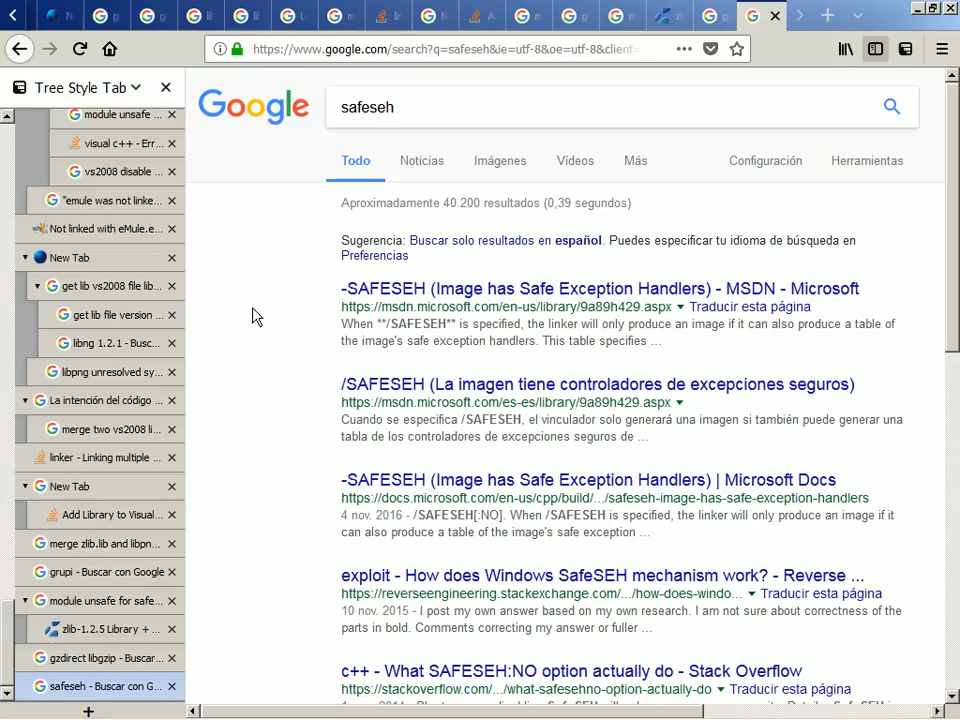 https://www.google.com/search?q=safeseh&ie=utf-8&oe=utf-8&client=
Tree Style Tab
module unsafe ...
visual c++ - Err...
vs2008 disable ...
"emule was not linke...
Not linked with eMule.e...
New Tab
get lib vs2008 file lib...
get lib file version ...
libng 1.2.1 - Busc...
libpng unresolved sy...
La intención del código ...
merge two vs2008 li...
linker - Linking multiple ...
New Tab
Add Library to Visual...
merge zlib.lib and libpn...
grupi - Buscar con Google
module unsafe for safe...
zlib-1.2.5 Library + ...
gzdirect libgzip - Buscar...
safeseh - Buscar con G...
Google
safeseh
Todo Noticias Imágenes Vídeos Más Configuración Herramientas
Aproximadamente 40.200 resultados (0,39 segundos)
Sugerencia: Buscar solo resultados en español. Puedes especificar tu idioma de búsqueda en
Preferencias
-SAFESEH (Image has Safe Exception Handlers) - MSDN - Microsoft
https://msdn.microsoft.com/en-us/library/9a89h429.aspx Traducir esta página
When **/SAFESEH** is specified, the linker will only produce an image if it can also produce a table of
the image's safe exception handlers. This table specifies ...
/SAFESEH (La imagen tiene controladores de excepciones seguros)
https://msdn.microsoft.com/es-es/library/9a89h429.aspx
Cuando se especifica /SAFESEH, el vinculador solo generará una imagen si también puede generar una
tabla de los controladores de excepciones seguros de ...
-SAFESEH (Image has Safe Exception Handlers) | Microsoft Docs
https://docs.microsoft.com/en-us/cpp/build/.../safeseh-image-has-safe-exception-handlers
4 nov. 2016 - /SAFESEH[:NO]. When /SAFESEH is specified, the linker will only produce an image if it
can also produce a table of the image's safe exception ...
exploit - How does Windows SafeSEH mechanism work? - Reverse ...
https://reverseengineering.stackexchange.com/.../how-does-windo... Traducir esta página
10 nov. 2015 - I post my own answer based on my own research. I am not sure about correctness of the
parts in bold. Comments correcting my answer or fuller ...
c++ - What SAFESEH:NO option actually do - Stack Overflow
https://stackoverflow.com/.../what-safesehno-option-actually-do Traducir esta página